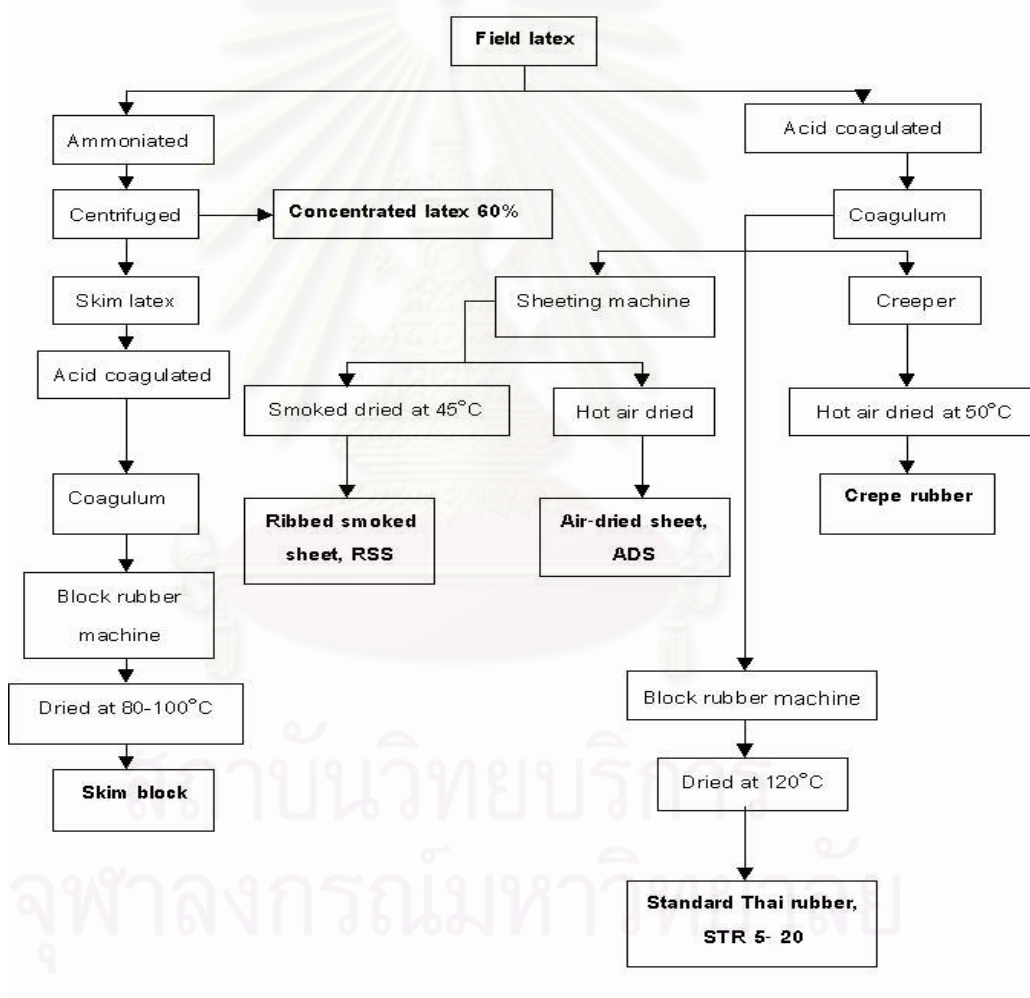 Field latex
Ammoniated
Acid coagulated
Centrifuged
Concentrated latex 60%
Coagulum
Skim latex
Sheeting machine
Creeper
Acid coagulated
Smoked dried at 45°C
Hot air dried
Hot air dried at 50°C
Coagulum
Ribbed smoked
sheet, RSS
Air-dried sheet,
ADS
Crepe rubber
Block rubber
machine
Dried at 80-100°C
Block rubber machine
Skim block
Dried at 120°C
Standard Thai rubber,
STR 5- 20
สถาบันวิทยบริการ
จุฬาลงกรณ์มหาวิทยาลัย